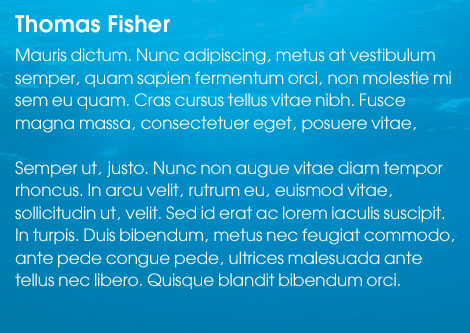 Thomas Fisher
Mauris dictum. Nunc adipiscing, metus at vestibulum
semper, quam sapien fermentum orci, non molestie mi
sem eu quam. Cras cursus tellus vitae nibh. Fusce
magna massa, consectetuer eget, posuere vitae,
Semper ut, justo. Nunc non augue vitae diam tempor
rhoncus. In arcu velit, rutrum eu, euismod vitae,
sollicitudin ut, velit. Sed id erat ac lorem iaculis suscipit.
In turpis. Duis bibendum, metus nec feugiat commodo,
ante pede congue pede, ultrices malesuada ante
tellus nec libero. Quisque blandit bibendum orci.